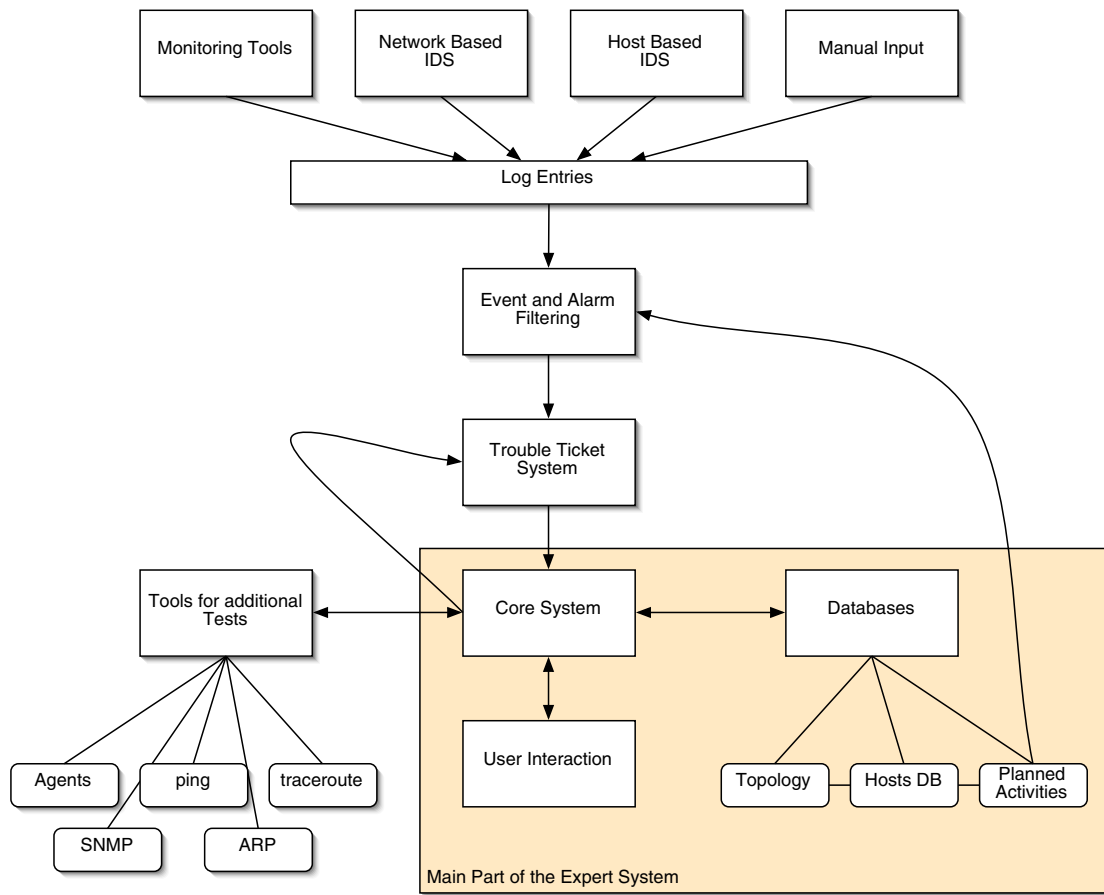 Monitoring Tools
Network Based
IDS
Host Based
IDS
Manual Input
Log Entries
Event and Alarm
Filtering
Trouble Ticket
System
Tools for additional
Tests
Core System
Databases
User Interaction
Agents
ping
traceroute
SNMP
ARP
Topology
Hosts DB
Planned
Activities
Main Part of the Expert System